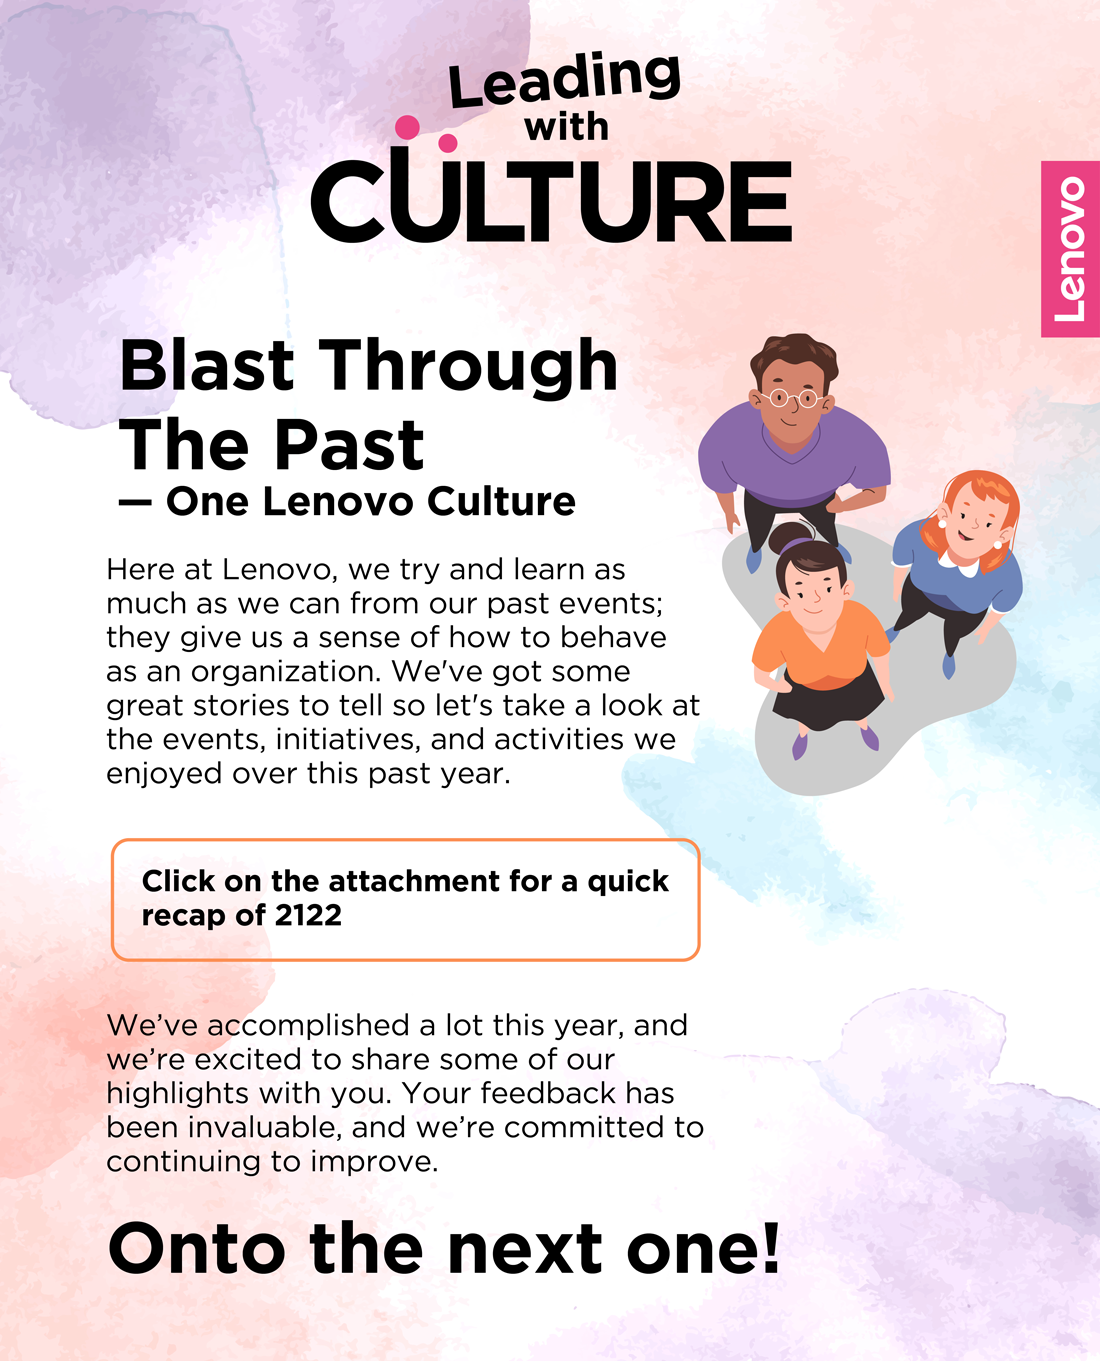 Leading
with
CULTURE
Lenovo
Blast Through
The Past
— One Lenovo Culture
Here at Lenovo, we try and learn as
much as we can from our past events;
they give us a sense of how to behave
as an organization. We've got some
great stories to tell so let's take a look at
the events, initiatives, and activities we
enjoyed over this past year.
Click on the attachment for a quick
recap of 2122
We’ve accomplished a lot this year, and
we’re excited to share some of our
highlights with you. Your feedback has
been invaluable, and we’re committed to
continuing to improve.
Onto the next one!